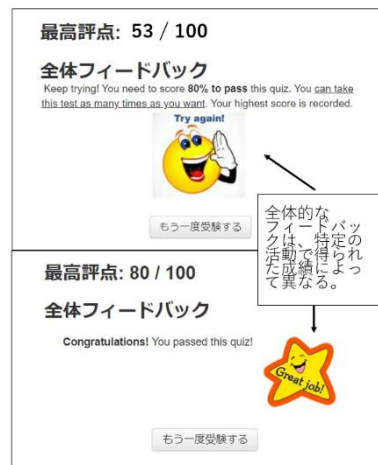 最高評点: 53 / 100
全体フィードバック
Keep trying! You need to score 80% to pass this quiz. You can take
this test as many times as you want. Your highest score is recorded.
Try again!
もう一度受験する
全体的な
フィードバッ
クは、特定の
活動で得られ
た成績によっ
て異なる。
最高評点: 80 / 100
全体フィードバック
Congratulations! You passed this quiz!
Great job!
もう一度受験する